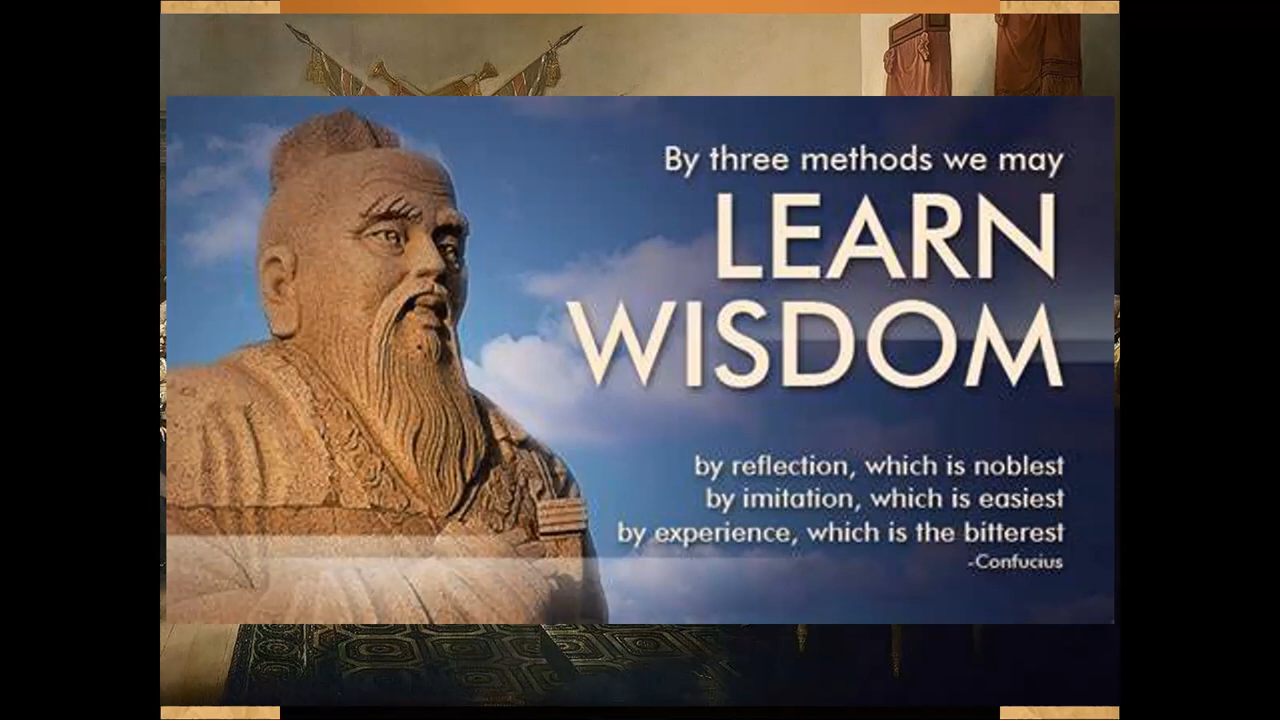 By three methods we may
LEARN
WISDOM
by reflection, which is noblest
by imitation, which is easiest
by experience, which is the bitterest
-Confucius